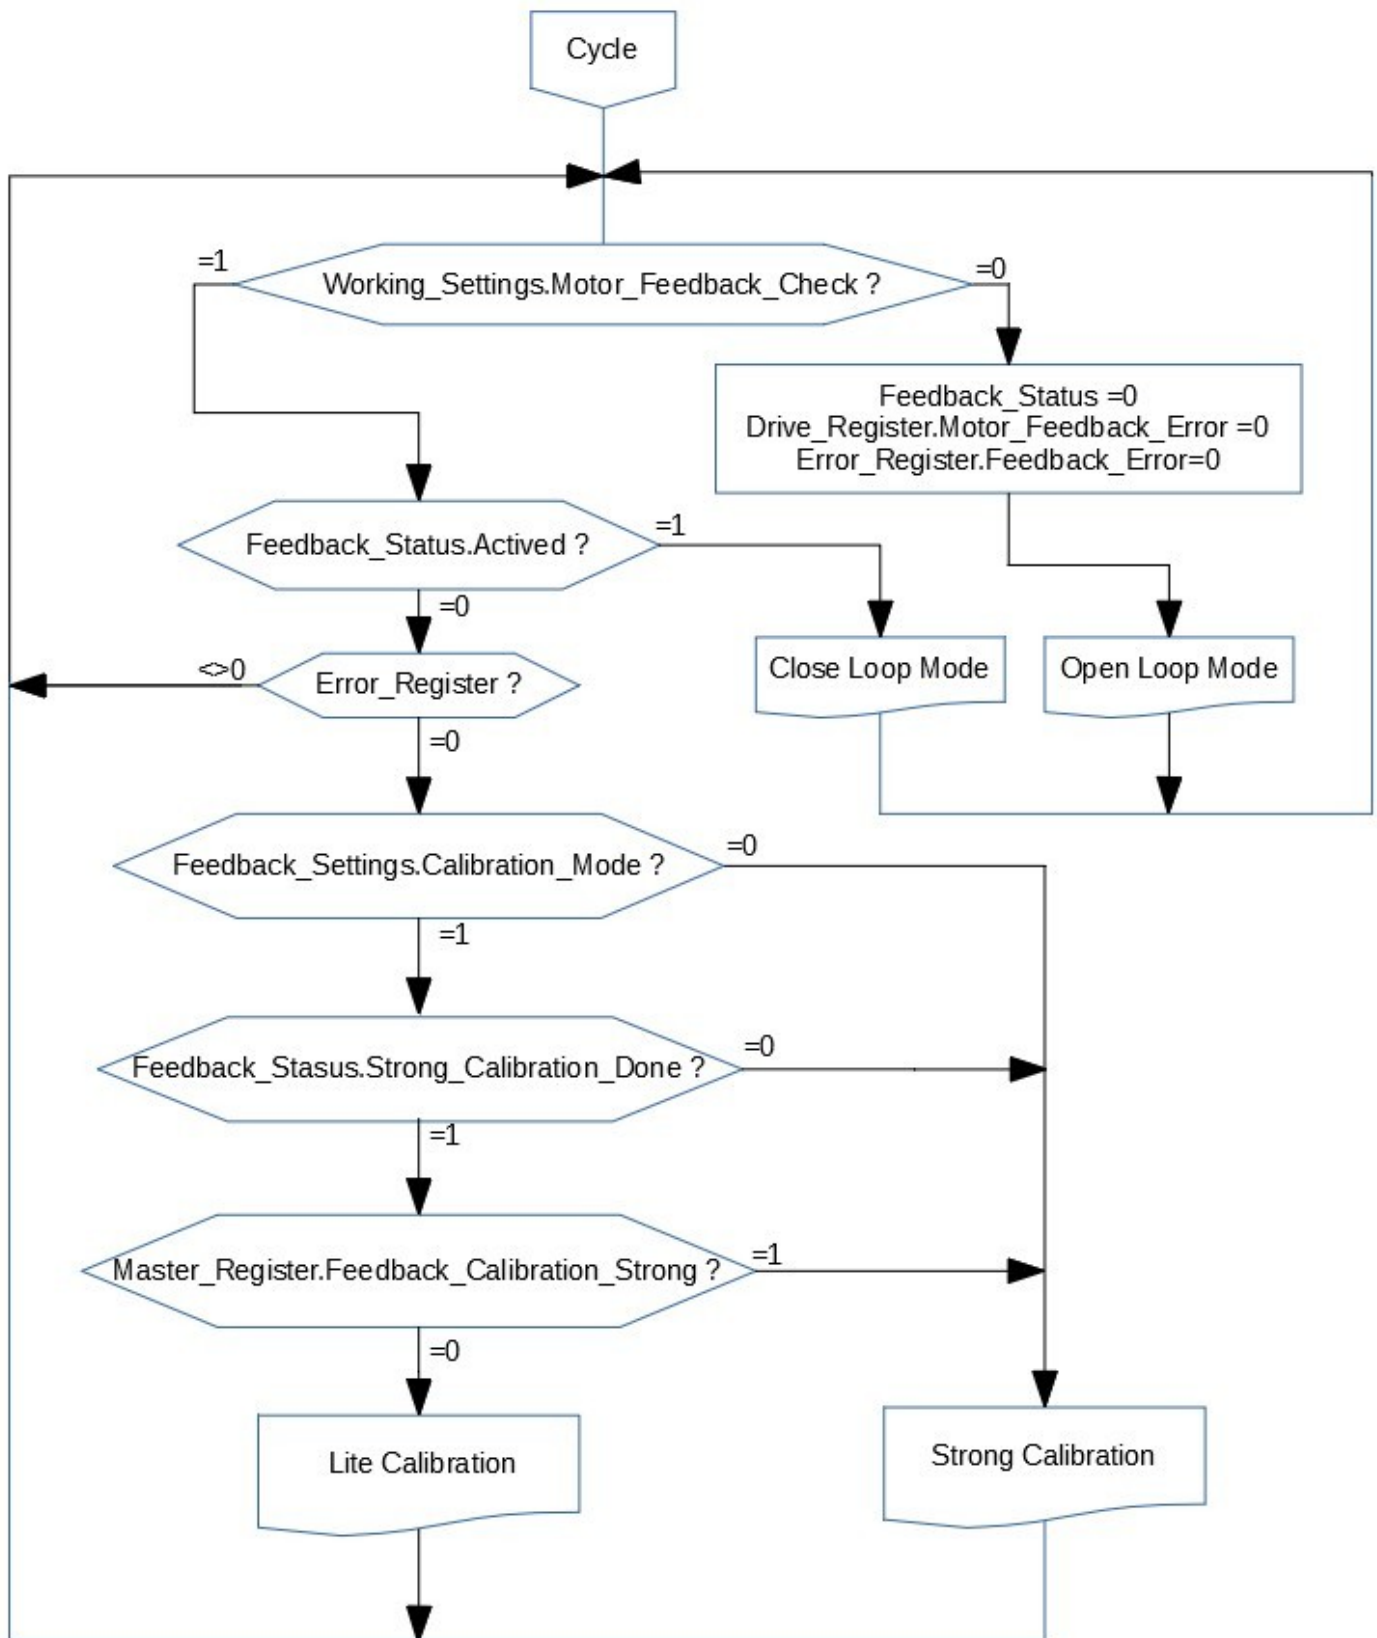 Cycle
=1
Working_Settings.Motor_Feedback_Check ?
=0
Feedback_Status =0
Drive_Register.Motor_Feedback_Error =0
Error_Register.Feedback_Error=0
Feedback_Status.Actived ?
=1
=0
<>0
Error_Register ?
Close Loop Mode
Open Loop Mode
=0
Feedback_Settings.Calibration_Mode ?
=0
=1
Feedback_Stasus.Strong_Calibration_Done ?
=0
=1
Master_Register.Feedback_Calibration_Strong ?
=1
=0
Lite Calibration
Strong Calibration